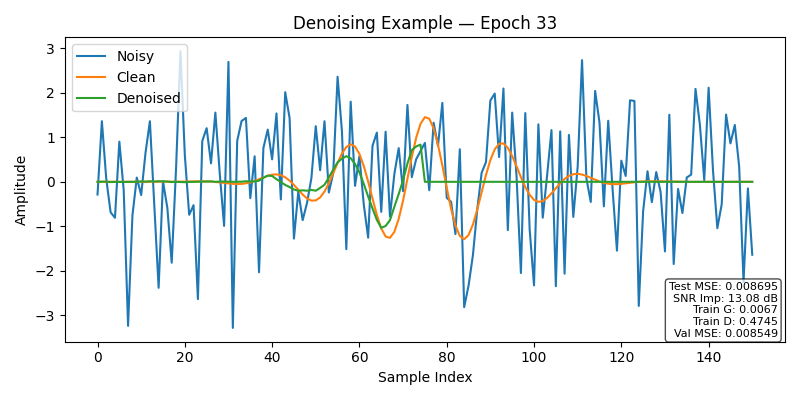 Denoising Example — Epoch 33
Noisy
Clean
Denoised
3
2
1
0
−1
−2
−3
Amplitude
Test MSE: 0.008695
SNR Imp: 13.08 dB
Train G: 0.0067
Train D: 0.4745
Val MSE: 0.008549
0 20 40 60 80 100 120 140
Sample Index